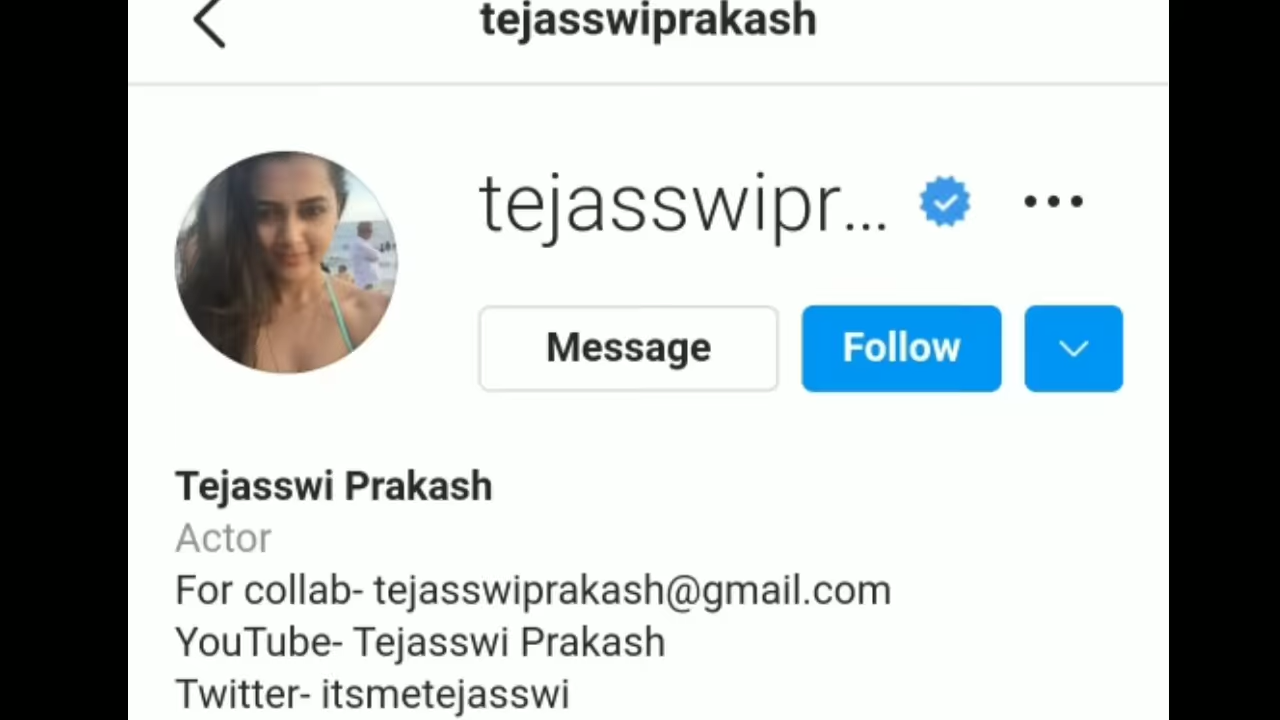 tejasswiprakash
tejasswipr...
Message Follow
Tejasswi Prakash
Actor
For collab- tejasswiprakash@gmail.com
YouTube- Tejasswi Prakash
Twitter- itsmetejasswi